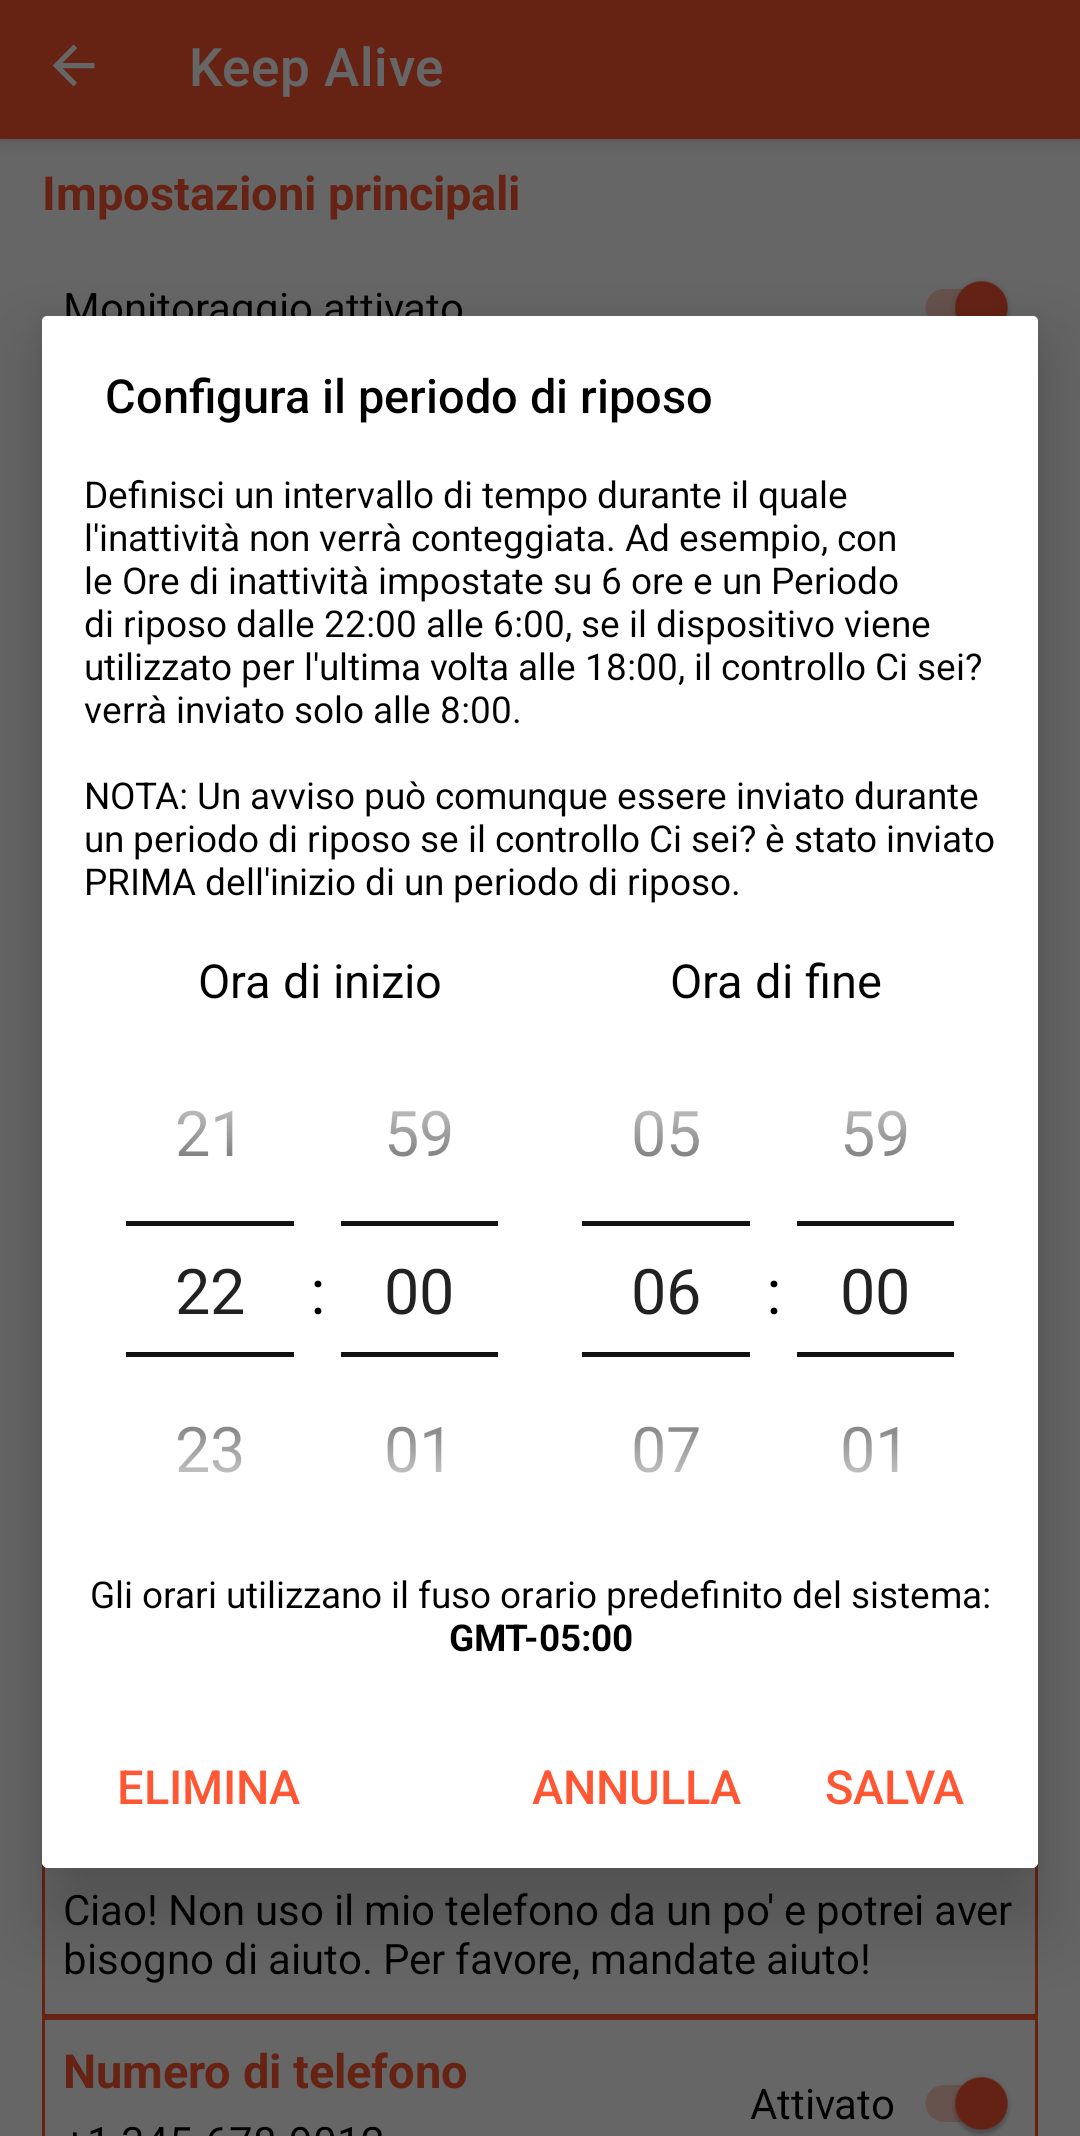 Keep Alive
Impostazioni principali
Monitoraggio attivato
Configura il periodo di riposo
Definisci un intervallo di tempo durante il quale
l'inattività non verrà conteggiata. Ad esempio, con
le Ore di inattività impostate su 6 ore e un Periodo
di riposo dalle 22:00 alle 6:00, se il dispositivo viene
utilizzato per l'ultima volta alle 18:00, il controllo Ci sei?
verrà inviato solo alle 8:00.
NOTA: Un avviso può comunque essere inviato durante
un periodo di riposo se il controllo Ci sei? è stato inviato
PRIMA dell'inizio di un periodo di riposo.
Ora di inizio Ora di fine
21 59 05 59
22 : 00 06 : 00
23 01 07 01
Gli orari utilizzano il fuso orario predefinito del sistema:
GMT-05:00
ELIMINA ANNULLA SALVA
Ciao! Non uso il mio telefono da un po' e potrei aver
bisogno di aiuto. Per favore, mandate aiuto!
Numero di telefono
Attivato